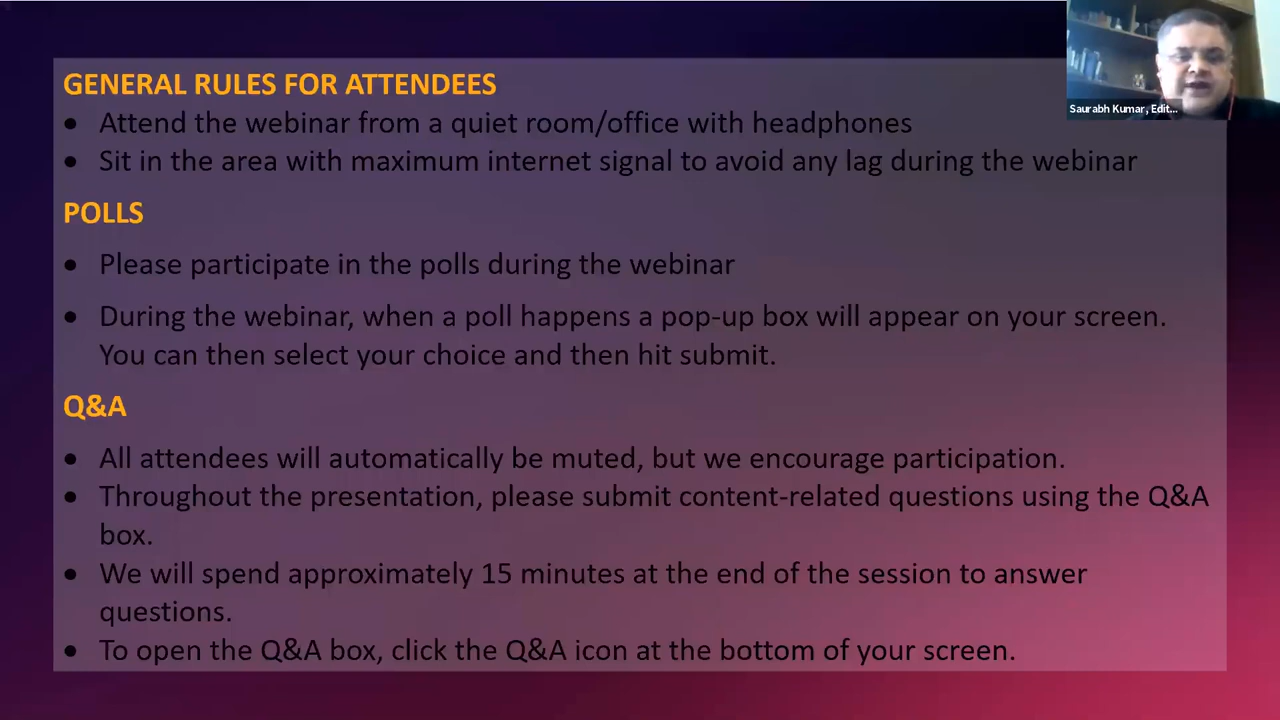 GENERAL RULES FOR ATTENDEES
• Attend the webinar from a quiet room/office with headphones
• Sit in the area with maximum internet signal to avoid any lag during the webinar
POLLS
• Please participate in the polls during the webinar
• During the webinar, when a poll happens a pop-up box will appear on your screen.
You can then select your choice and then hit submit.
Q&A
• All attendees will automatically be muted, but we encourage participation.
• Throughout the presentation, please submit content-related questions using the Q&A
box.
• We will spend approximately 15 minutes at the end of the session to answer
questions.
• To open the Q&A box, click the Q&A icon at the bottom of your screen.
Saurabh Kumar, Edit...